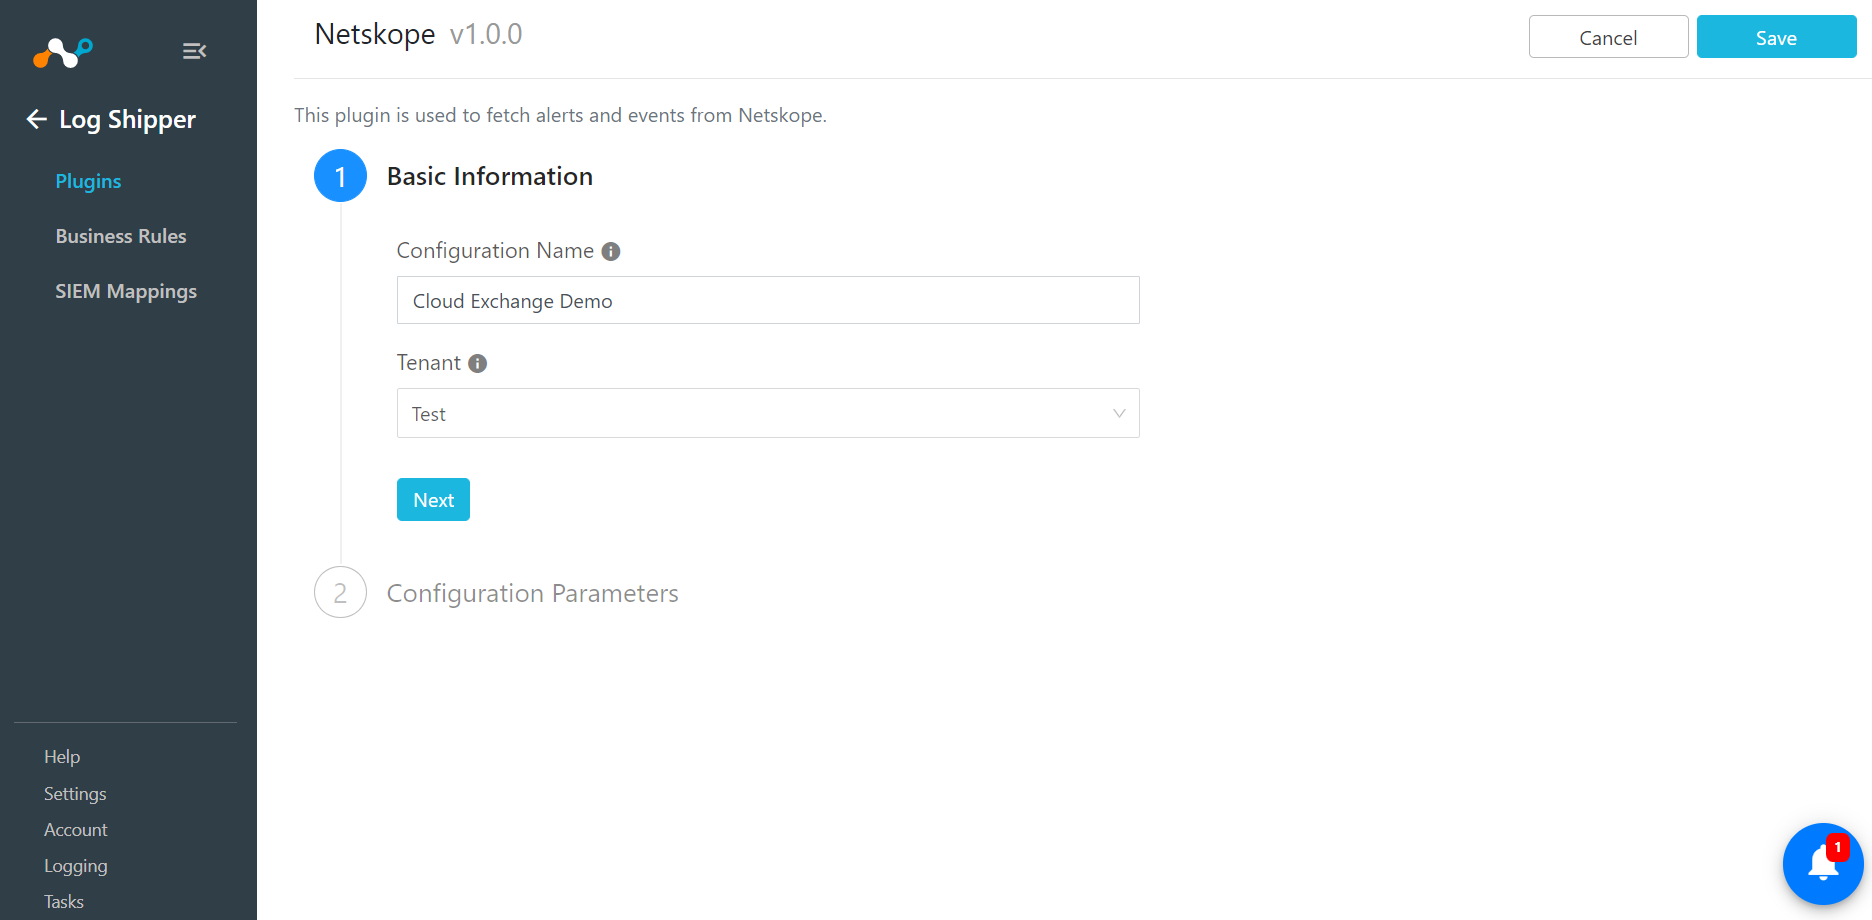 Log Shipper
Plugins
Business Rules
SIEM Mappings
Help
Settings
Account
Logging
Tasks
Netskope v1.0.0
Cancel
Save
This plugin is used to fetch alerts and events from Netskope.
1 Basic Information
Configuration Name
Cloud Exchange Demo
Tenant
Test
Next
2 Configuration Parameters
1